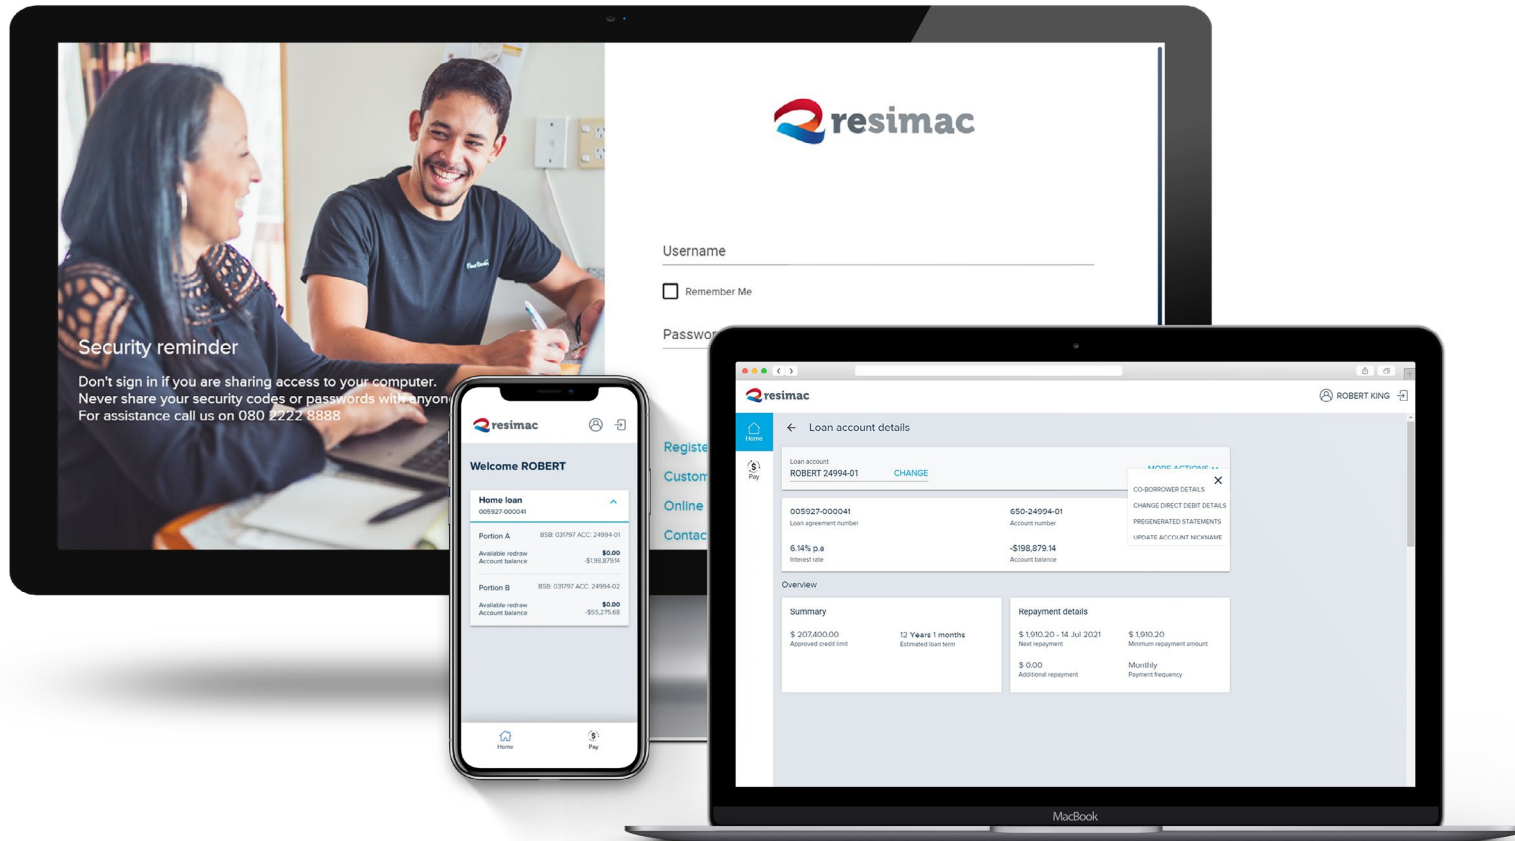 resimac
Username
Remember Me
Passwor
Security reminder
Don't sign in if you are sharing access to your computer.
Never share your security codes or passwords with anyon
For assistance call us on 080 2222 8888
Registe
Custom
Online
Contac
resimac
Welcome ROBERT
Home loan
005927-000041
Portion A BSB: 031797 ACC: 24994-01
Available redraw $0.00
Account balance -$1,98,879.14
Portion B BSB: 031797 ACC: 24994-02
Available redraw $0.00
Account balance -$55,275.68
Home Pay
resimac ROBERT KING
Home
Pay
Loan account details
Loan account
ROBERT 24994-01 CHANGE
MORE ACTIONS
CO-BORROWER DETAILS
CHANGE DIRECT DEBIT DETAILS
PREGENERATED STATEMENTS
UPDATE ACCOUNT NICKNAME
005927-000041 650-24994-01
Loan agreement number Account number
6.14% p.a -$198,879.14
Interest rate Account balance
Overview
Summary
$ 207,400.00 12 Years 1 months
Approved credit limit Estimated loan term
Repayment details
$ 1,910.20 - 14 Jul 2021 $ 1,910.20
Next repayment Minimum repayment amount
$ 0.00 Monthly
Additional repayment Payment frequency
MacBook